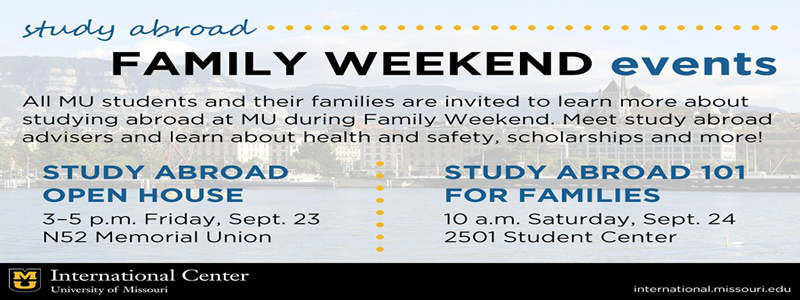 study abroad
FAMILY WEEKEND events
All MU students and their families are invited to learn more about
studying abroad at MU during Family Weekend. Meet study abroad
advisers and learn about health and safety, scholarships and more!
STUDY ABROAD
OPEN HOUSE
3–5 p.m. Friday, Sept. 23
N52 Memorial Union
STUDY ABROAD 101
FOR FAMILIES
10 a.m. Saturday, Sept. 24
2501 Student Center
MU
International Center
University of Missouri
international.missouri.edu